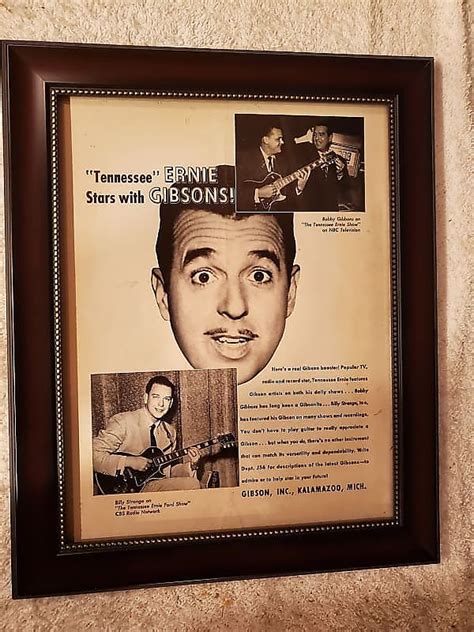 "Tennessee" ERNIE
Stars with GIBSONS!
Bobby Gibbons on
"The Tennessee Ernie Show"
on NBC Television
Here's a real Gibson booster! Popular TV,
radio and record star, Tennessee Ernie features
Gibson artists on both his daily shows . . . Bobby
Gibbons has long been a Gibsonite... Billy Strange, too,
has featured his Gibson on many shows and recordings.
You don't have to play guitar to really appreciate a
Gibson . . . but when you do, there's no other instrument
that can match its versatility and dependability. Write
Dept. J56 for descriptions of the latest Gibsons—to
admire or to help star in your future!
GIBSON, INC., KALAMAZOO, MICH.
Billy Strange on
"The Tennessee Ernie Ford Show"
CBS Radio Network